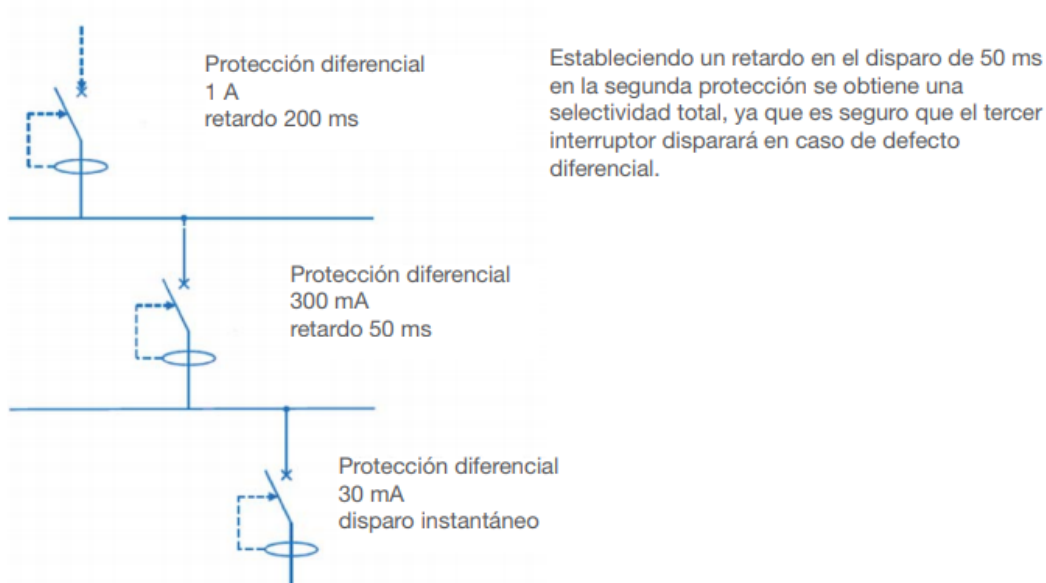 Protección diferencial
1 A
retardo 200 ms
Estableciendo un retardo en el disparo de 50 ms
en la segunda protección se obtiene una
selectividad total, ya que es seguro que el tercer
interruptor disparará en caso de defecto
diferencial.
Protección diferencial
300 mA
retardo 50 ms
Protección diferencial
30 mA
disparo instantáneo